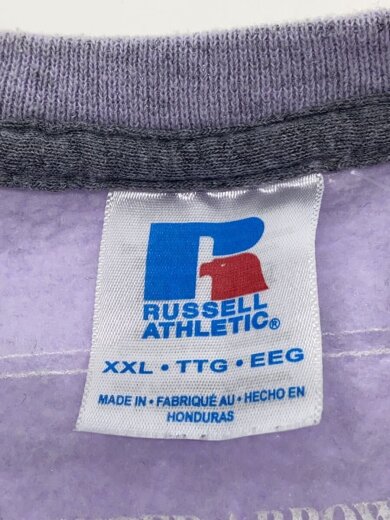 RUSSELL
ATHLETIC®
XXL • TTG • EEG
MADE IN • FABRIQUÉ AU • HECHO EN
HONDURAS